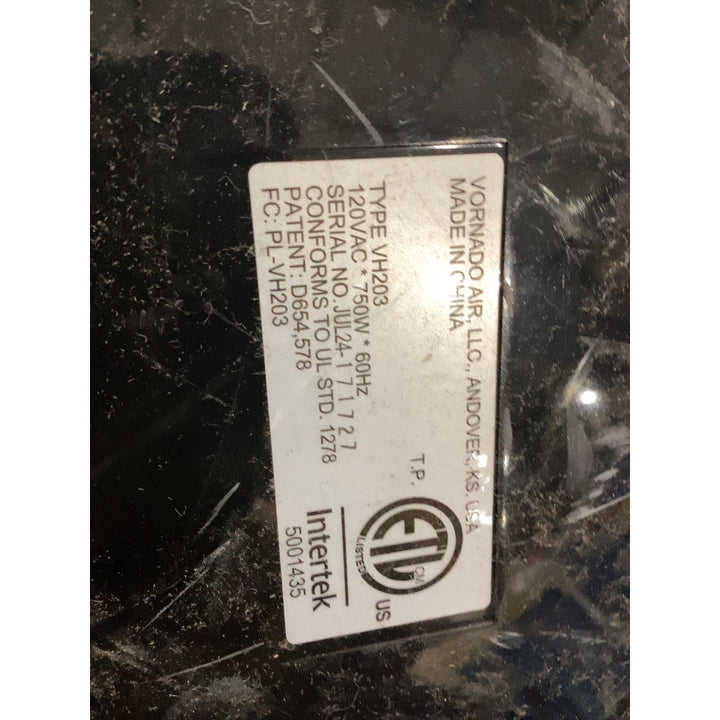 VORNADO AIR, LLC., ANDOVER, KS. USA
MADE IN CHINA
TYPE VH203
120VAC * 750W * 60Hz
SERIAL NO.JUL24-1 7 1 7 2 7
CONFORMS TO UL STD. 1278
PATENT: D654,578
FC: PL-VH203
T.P.
ETL
CM
LISTED
US
Intertek
5001435